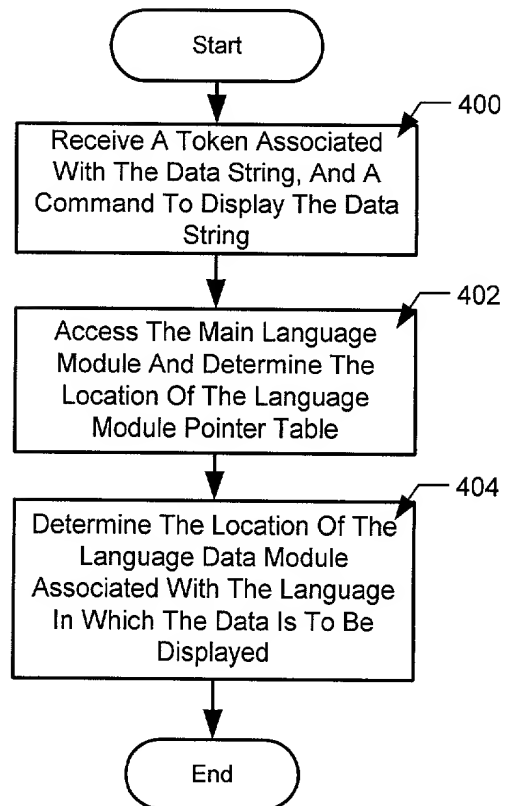 Start
400
Receive A Token Associated
With The Data String, And A
Command To Display The Data
String
402
Access The Main Language
Module And Determine The
Location Of The Language
Module Pointer Table
404
Determine The Location Of The
Language Data Module
Associated With The Language
In Which The Data Is To Be
Displayed
End